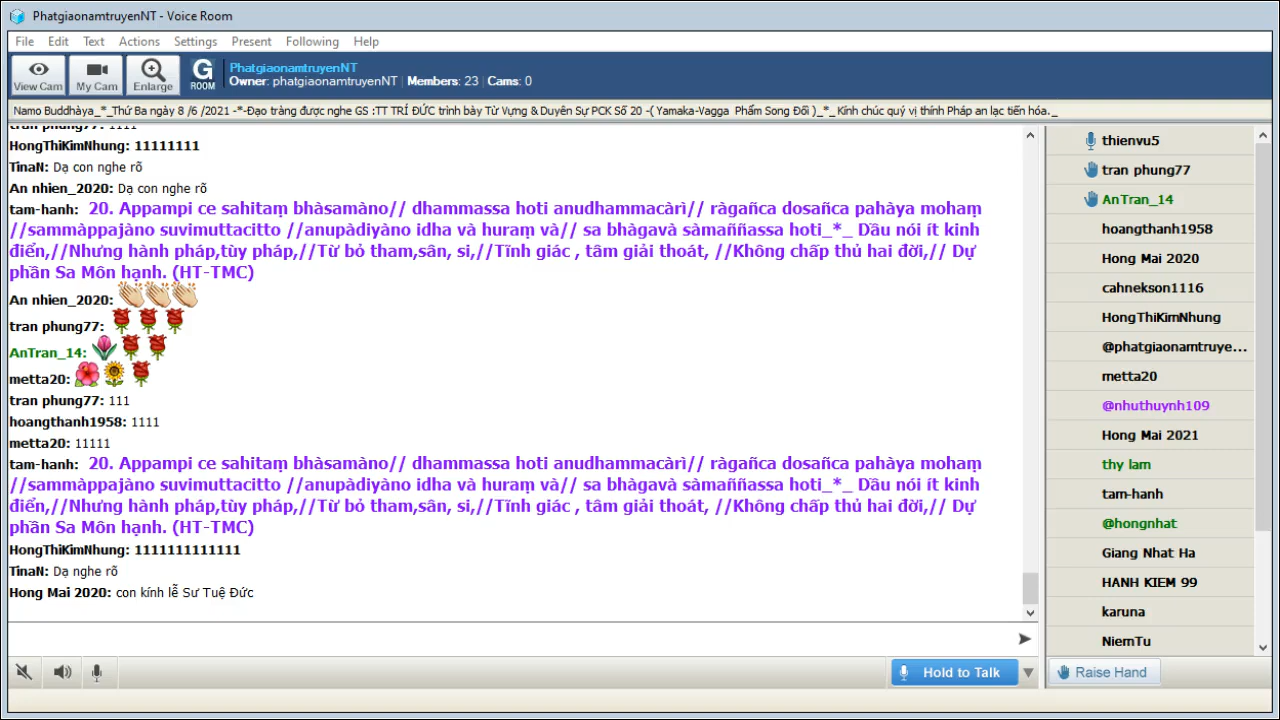 PhatgiaonamtruyenNT - Voice Room
File Edit Text Actions Settings Present Following Help
View Cam My Cam Enlarge G ROOM
PhatgiaonamtruyenNT
Owner: phatgiaonamtruyenNT | Members: 23 | Cams: 0
Namo Buddhàya_*_Thứ Ba ngày 8 /6 /2021 -*-Đạo tràng được nghe GS :TT TRÍ ĐỨC trình bày Từ Vựng & Duyên Sự PCK Số 20 -( Yamaka-Vagga Phẩm Song Đối )_*_ Kính chúc quý vị thính Pháp an lạc tiến hóa._
tran phung77: 1111
HongThiKimNhung: 11111111
TinaN: Dạ con nghe rõ
An nhien_2020: Dạ con nghe rõ
tam-hanh: 20. Appampi ce sahitaṃ bhàsamàno// dhammassa hoti anudhammacàrì// ràgañca dosañca pahàya mohaṃ
//sammàppajàno suvimuttacitto //anupàdiyàno idha và huraṃ và// sa bhàgavà sàmaññassa hoti_*_ Dầu nói ít kinh
điển,//Nhưng hành pháp,tùy pháp,//Từ bỏ tham,sân, si,//Tĩnh giác , tâm giải thoát, //Không chấp thủ hai đời,// Dự
phần Sa Môn hạnh. (HT-TMC)
An nhien_2020:
tran phung77:
AnTran_14:
metta20:
tran phung77: 111
hoangthanh1958: 1111
metta20: 11111
tam-hanh: 20. Appampi ce sahitaṃ bhàsamàno// dhammassa hoti anudhammacàrì// ràgañca dosañca pahàya mohaṃ
//sammàppajàno suvimuttacitto //anupàdiyàno idha và huraṃ và// sa bhàgavà sàmaññassa hoti_*_ Dầu nói ít kinh
điển,//Nhưng hành pháp,tùy pháp,//Từ bỏ tham,sân, si,//Tĩnh giác , tâm giải thoát, //Không chấp thủ hai đời,// Dự
phần Sa Môn hạnh. (HT-TMC)
HongThiKimNhung: 1111111111111
TinaN: Dạ nghe rõ
Hong Mai 2020: con kính lễ Sư Tuệ Đức
Hold to Talk
thienvu5
tran phung77
AnTran_14
hoangthanh1958
Hong Mai 2020
cahnekson1116
HongThiKimNhung
@phatgiaonamtruye...
metta20
@nhuthuynh109
Hong Mai 2021
thy lam
tam-hanh
@hongnhat
Giang Nhat Ha
HANH KIEM 99
karuna
NiemTu
Raise Hand